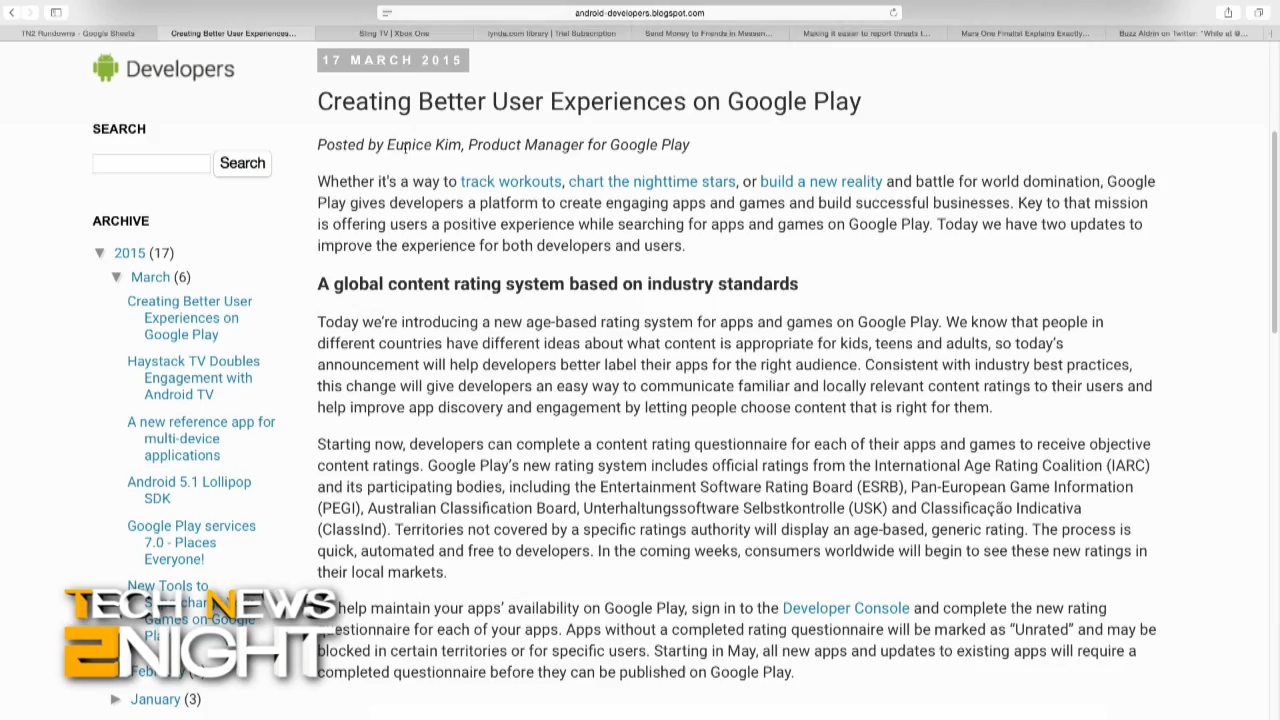 android-developers.blogspot.com
TN2 Rundowns - Google Sheets
Creating Better User Experiences...
Sling TV | Xbox One
lynda.com library | Trial Subscription
Send Money to Friends in Messen...
Making it easier to report threats t...
Mars One Finalist Explains Exactly...
Buzz Aldrin on Twitter: "While at @...
Developers
SEARCH
Search
ARCHIVE
▼ 2015 (17)
▼ March (6)
Creating Better User
Experiences on
Google Play
Haystack TV Doubles
Engagement with
Android TV
A new reference app for
multi-device
applications
Android 5.1 Lollipop
SDK
Google Play services
7.0 - Places
Everyone!
New Tools to
Games on Google
► January (3)
17 MARCH 2015
Creating Better User Experiences on Google Play
Posted by Eunice Kim, Product Manager for Google Play
Whether it's a way to track workouts, chart the nighttime stars, or build a new reality and battle for world domination, Google
Play gives developers a platform to create engaging apps and games and build successful businesses. Key to that mission
is offering users a positive experience while searching for apps and games on Google Play. Today we have two updates to
improve the experience for both developers and users.
A global content rating system based on industry standards
Today we're introducing a new age-based rating system for apps and games on Google Play. We know that people in
different countries have different ideas about what content is appropriate for kids, teens and adults, so today's
announcement will help developers better label their apps for the right audience. Consistent with industry best practices,
this change will give developers an easy way to communicate familiar and locally relevant content ratings to their users and
help improve app discovery and engagement by letting people choose content that is right for them.
Starting now, developers can complete a content rating questionnaire for each of their apps and games to receive objective
content ratings. Google Play's new rating system includes official ratings from the International Age Rating Coalition (IARC)
and its participating bodies, including the Entertainment Software Rating Board (ESRB), Pan-European Game Information
(PEGI), Australian Classification Board, Unterhaltungssoftware Selbstkontrolle (USK) and Classificação Indicativa
(ClassInd). Territories not covered by a specific ratings authority will display an age-based, generic rating. The process is
quick, automated and free to developers. In the coming weeks, consumers worldwide will begin to see these new ratings in
their local markets.
help maintain your apps' availability on Google Play, sign in to the Developer Console and complete the new rating
questionnaire for each of your apps. Apps without a completed rating questionnaire will be marked as "Unrated" and may be
blocked in certain territories or for specific users. Starting in May, all new apps and updates to existing apps will require a
completed questionnaire before they can be published on Google Play.
TECH NEWS
2NIGHT